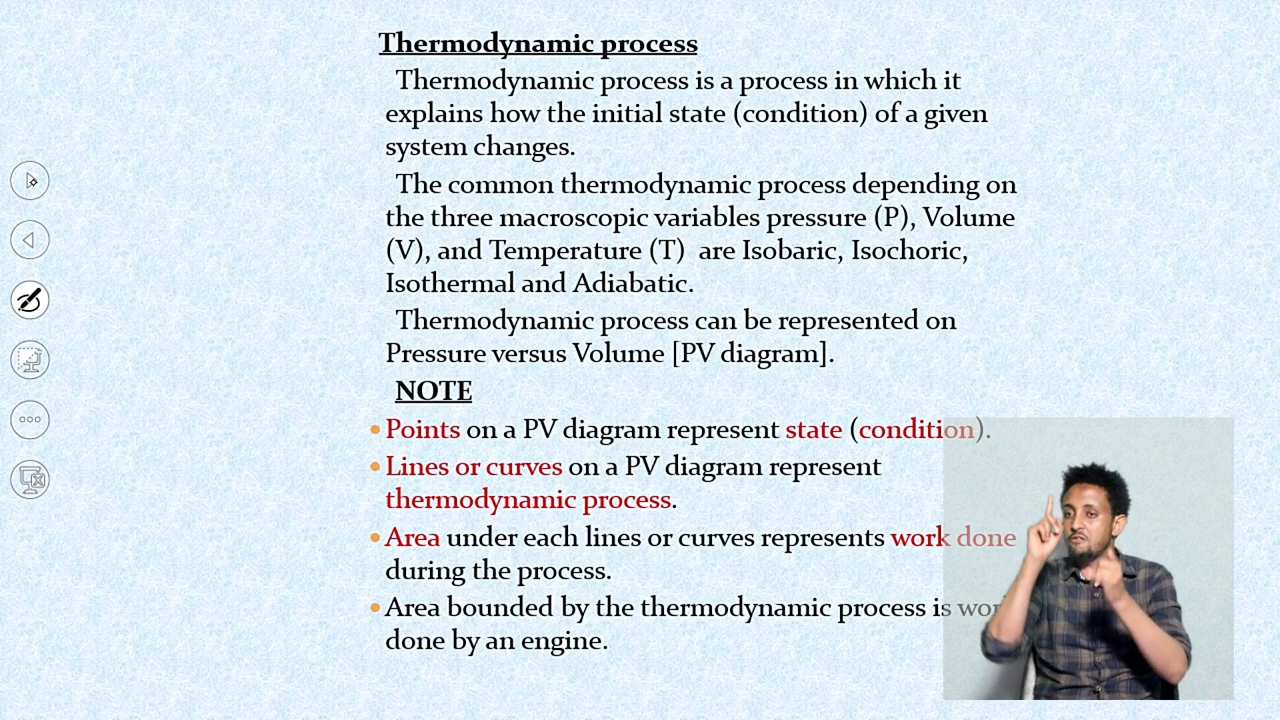 Thermodynamic process
Thermodynamic process is a process in which it
explains how the initial state (condition) of a given
system changes.
The common thermodynamic process depending on
the three macroscopic variables pressure (P), Volume
(V), and Temperature (T) are Isobaric, Isochoric,
Isothermal and Adiabatic.
Thermodynamic process can be represented on
Pressure versus Volume [PV diagram].
NOTE
• Points on a PV diagram represent state (condition).
• Lines or curves on a PV diagram represent
thermodynamic process.
• Area under each lines or curves represents work done
during the process.
• Area bounded by the thermodynamic process is work
done by an engine.